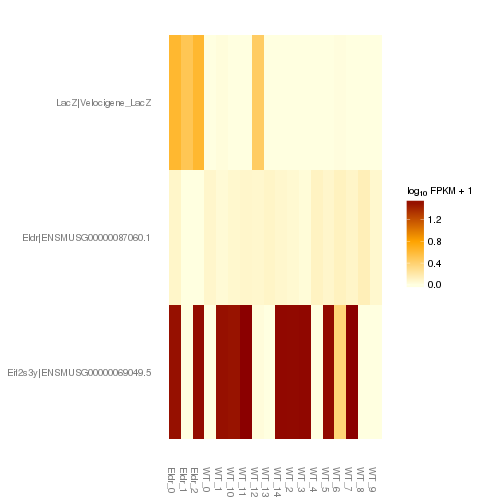 LacZ|Velocigene_LacZ
Eldr|ENSMUSG00000087060.1
Eif2s3y|ENSMUSG00000069049.5
log10 FPKM + 1
1.2
0.8
0.4
0.0
Eldr_0
Eldr_1
Eldr_2
WT_0
WT_1
WT_10
WT_11
WT_12
WT_13
WT_14
WT_2
WT_3
WT_4
WT_5
WT_6
WT_7
WT_8
WT_9